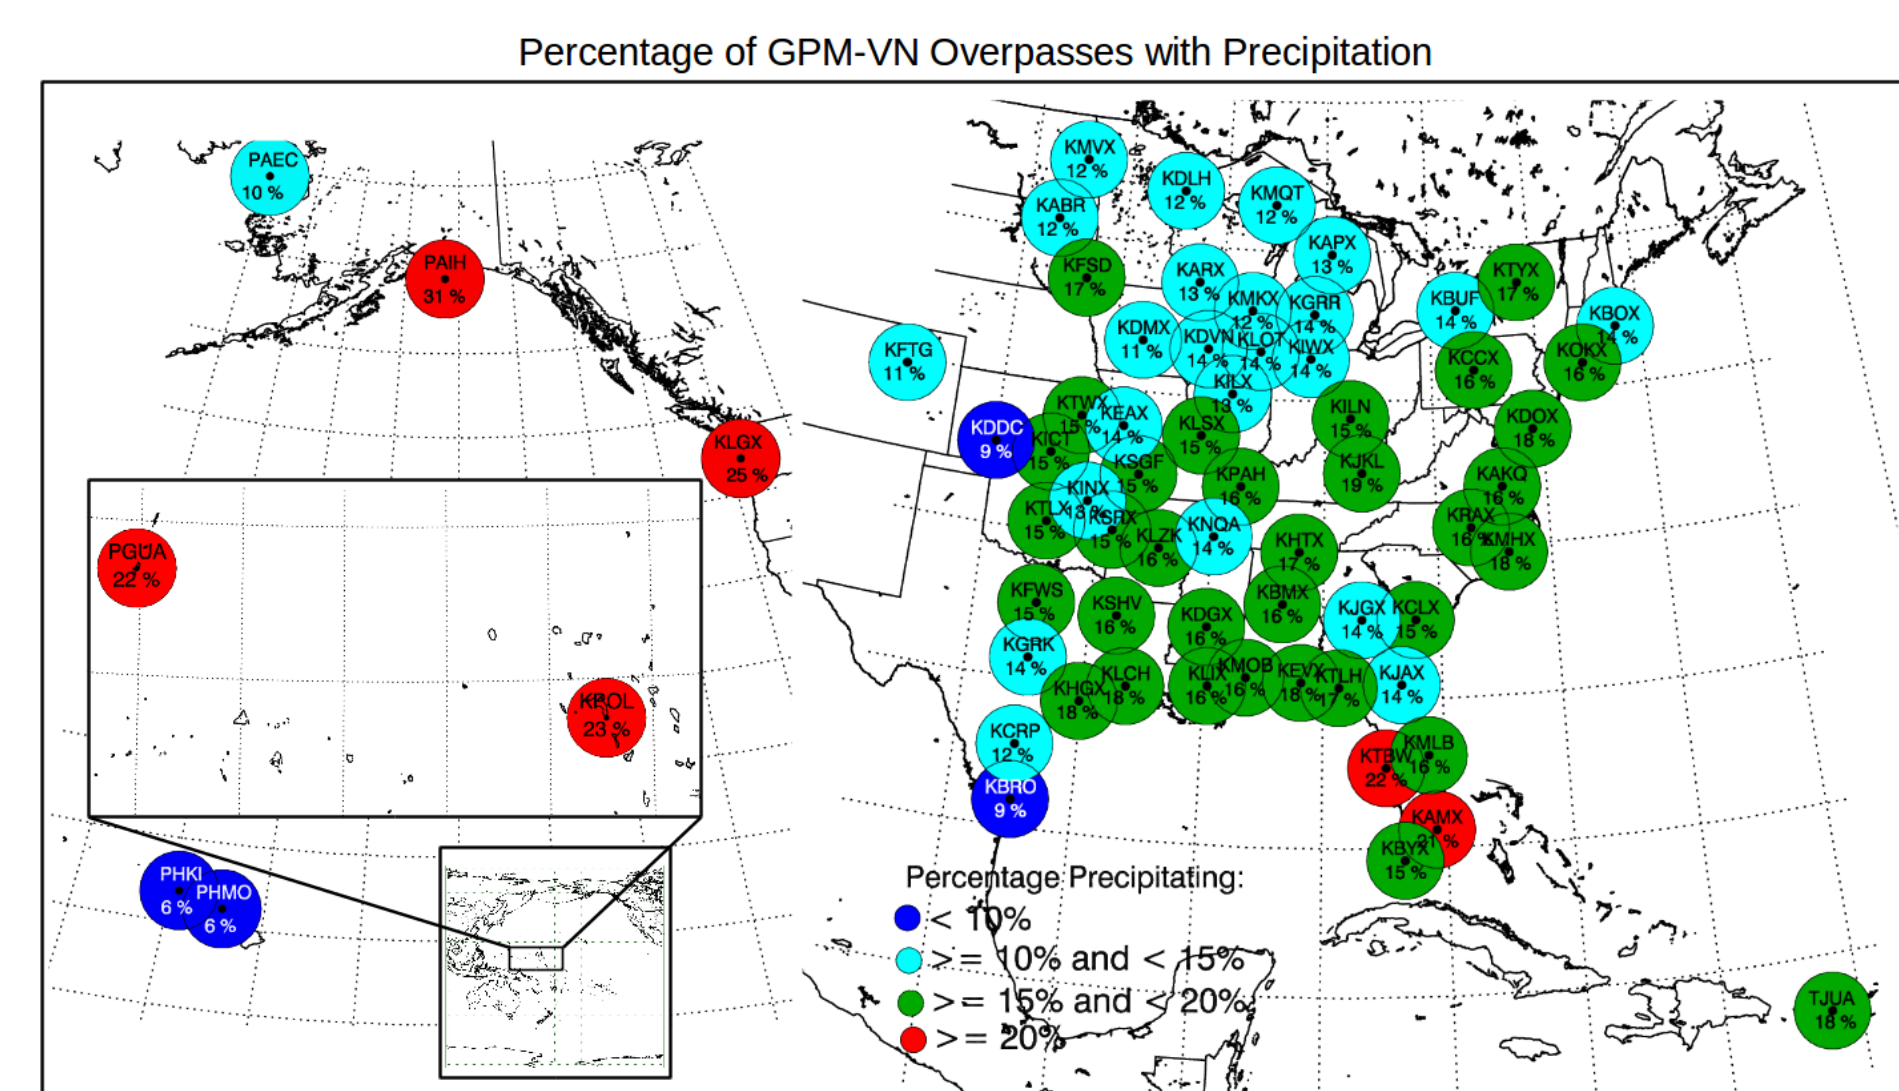 Percentage of GPM-VN Overpasses with Precipitation
PAEC
10 %
PAIH
31 %
KLGX
25 %
PGUA
22 %
KPOL
23 %
PHKI
6 %
PHMO
6 %
KMVX
12 %
KDLH
12 %
KMQT
12 %
KABR
12 %
KAPX
13 %
KFSD
17 %
KARX
13 %
KTYX
17 %
KMKX
12 %
KGRR
14 %
KBUF
14 %
KBOX
14 %
KFTG
11 %
KDMX
11 %
KDVN
14 %
KLOT
14 %
KIWX
14 %
KCCX
16 %
KOKX
16 %
KILX
13 %
KTWX
15 %
KEAX
14 %
KDDC
9 %
KICT
15 %
KLSX
15 %
KILN
15 %
KDOX
18 %
KSGF
15 %
KPAH
16 %
KJKL
19 %
KAKQ
16 %
KINX
13 %
KTLX
15 %
KSRX
15 %
KLZK
16 %
KNQA
14 %
KHTX
17 %
KRAX
16 %
KMHX
18 %
KFWS
15 %
KSHV
16 %
KDGX
16 %
KBMX
16 %
KJGX
14 %
KCLX
15 %
KGRK
14 %
KHGX
18 %
KLCH
18 %
KLIX
16 %
KMOB
16 %
KEVX
18 %
KTLH
17 %
KJAX
14 %
KCRP
12 %
KBRO
9 %
KTBW
22 %
KMLB
16 %
KAMX
21 %
KBYX
15 %
TJUA
18 %
Percentage Precipitating:
< 10%
>= 10% and < 15%
>= 15% and < 20%
>= 20%